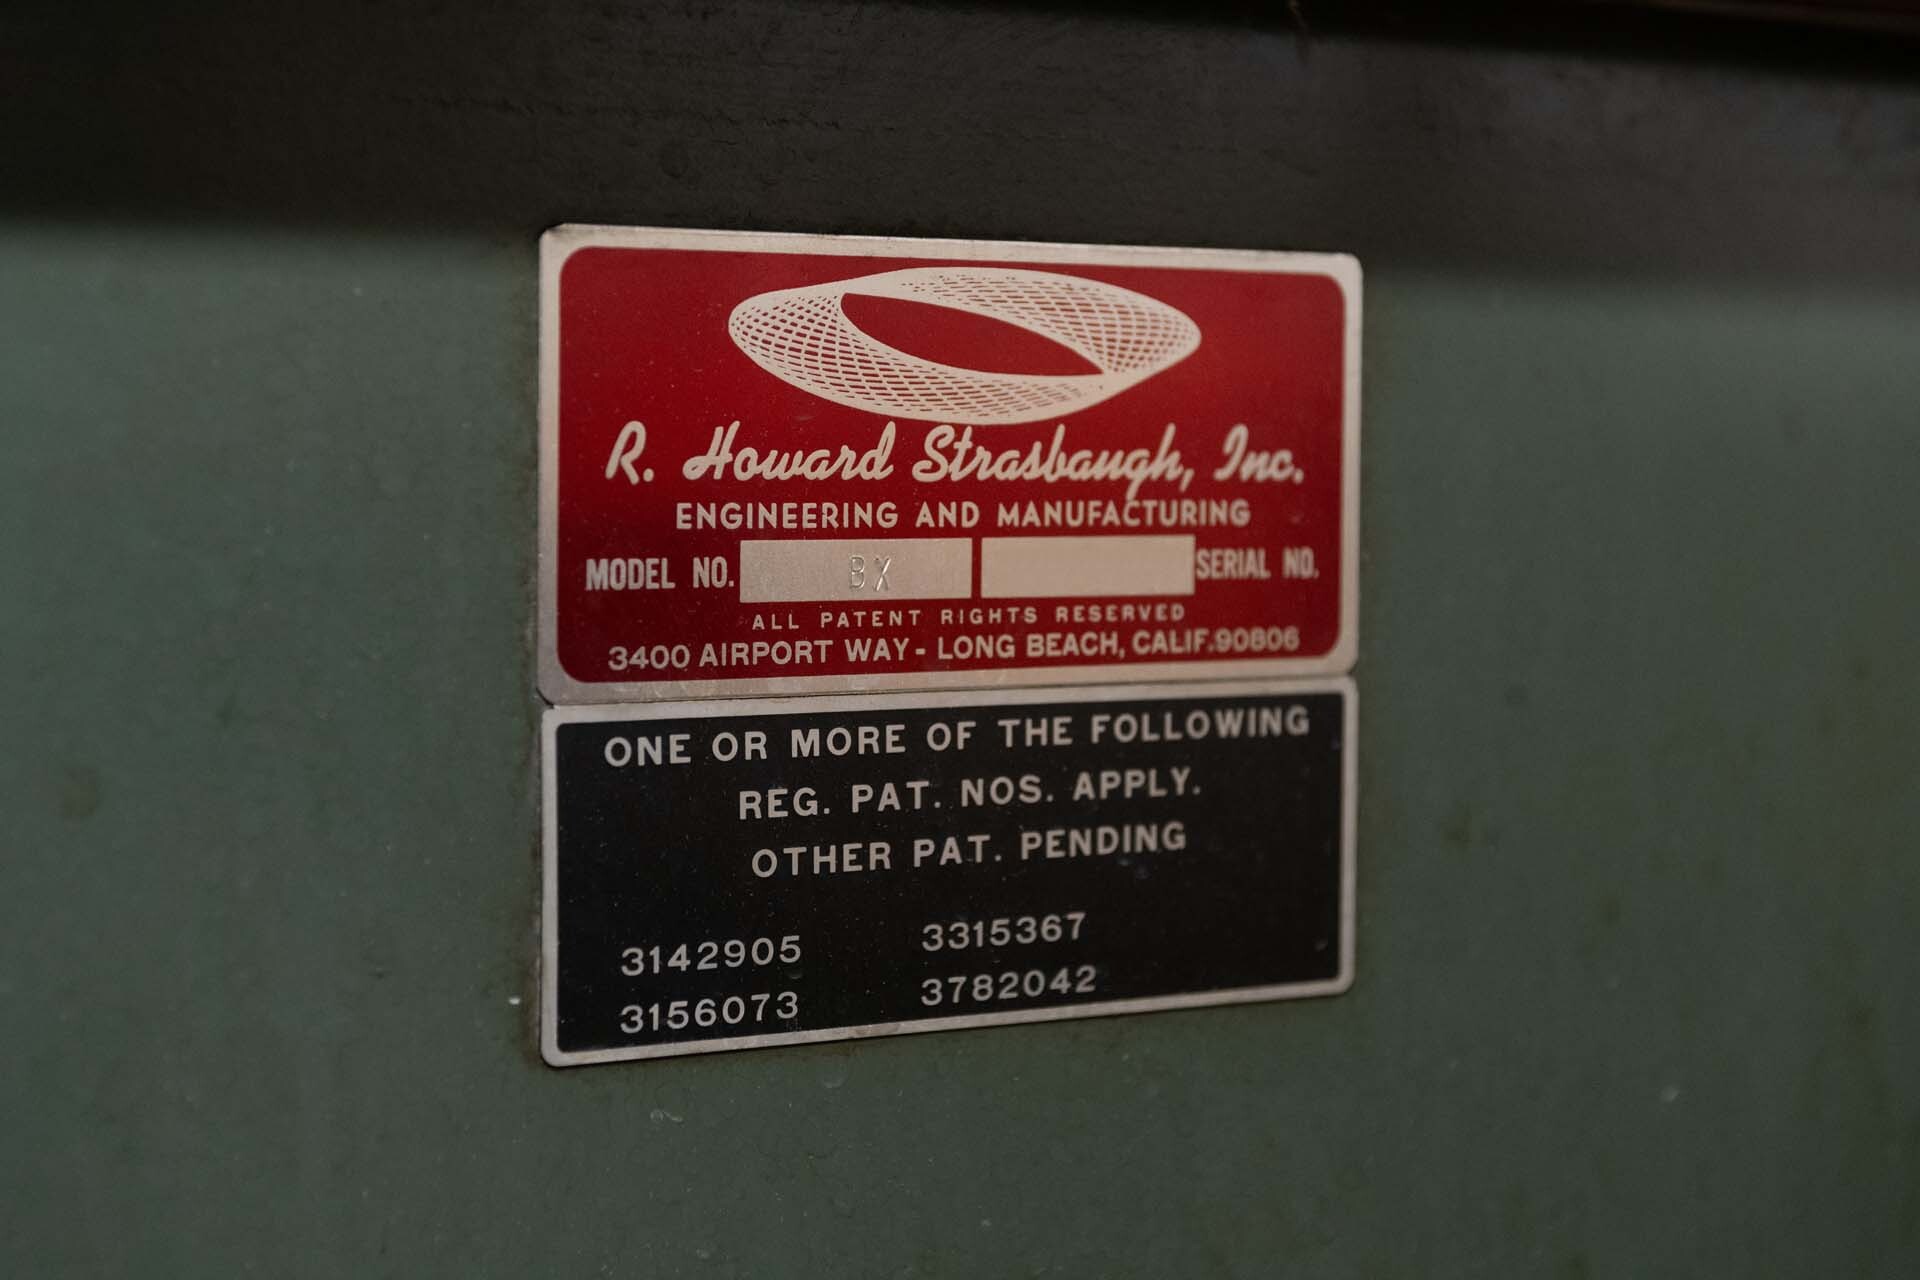 R. Howard Strasbaugh, Inc.
ENGINEERING AND MANUFACTURING
MODEL NO. BX SERIAL NO.
ALL PATENT RIGHTS RESERVED
3400 AIRPORT WAY - LONG BEACH, CALIF. 90806
ONE OR MORE OF THE FOLLOWING
REG. PAT. NOS. APPLY.
OTHER PAT. PENDING
3142905 3315367
3156073 3782042